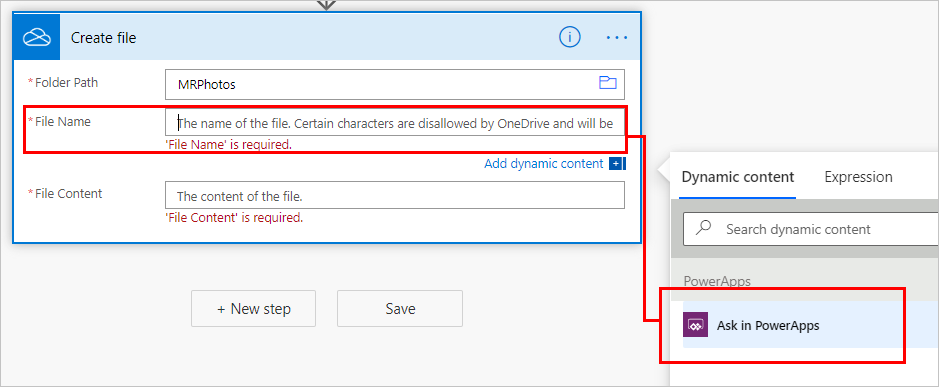 Create file
*Folder Path
MRPhotos
*File Name
The name of the file. Certain characters are disallowed by OneDrive and will be
'File Name' is required.
Add dynamic content
*File Content
The content of the file.
'File Content' is required.
+ New step
Save
Dynamic content
Expression
Search dynamic content
PowerApps
Ask in PowerApps